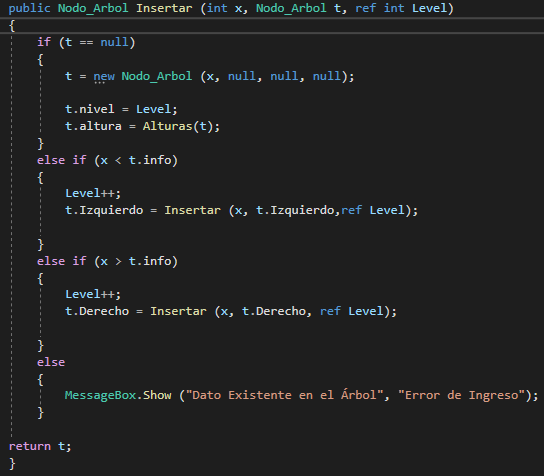 public Nodo_Arbol Insertar (int x, Nodo_Arbol t, ref int Level)
{
if (t == null)
{
t = new Nodo_Arbol (x, null, null, null);
t.nivel = Level;
t.altura = Alturas(t);
}
else if (x < t.info)
{
Level++;
t.Izquierdo = Insertar (x, t.Izquierdo,ref Level);
}
else if (x > t.info)
{
Level++;
t.Derecho = Insertar (x, t.Derecho, ref Level);
}
else
{
MessageBox.Show ("Dato Existente en el Árbol", "Error de Ingreso");
}
return t;
}